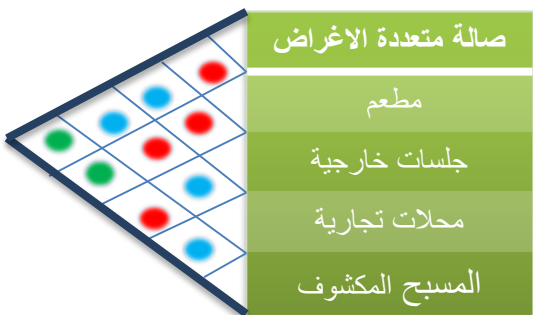 صالة متعددة الاغراض
مطعم
جلسات خارجية
محلات تجارية
المسبح المكشوف